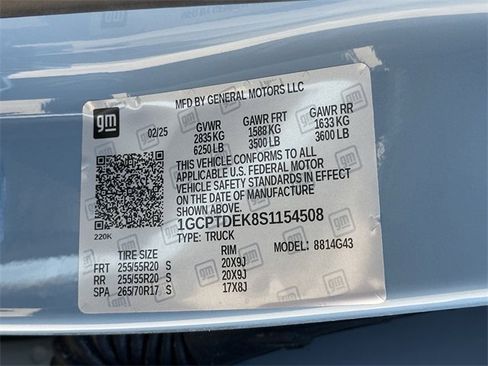 MFD BY GENERAL MOTORS LLC
gm
02/25 GVWR GAWR FRT GAWR RR
2835 KG 1588 KG 1633 KG
6250 LB 3500 LB 3600 LB
THIS VEHICLE CONFORMS TO ALL
APPLICABLE U.S. FEDERAL MOTOR
VEHICLE SAFETY STANDARDS IN EFFECT
ON THE DATE OF MANUFACTURE
SHOWN ABOVE.
220K
1GCPTDEK8S1154508
TYPE: TRUCK MODEL: 8814G43
TIRE SIZE RIM
FRT 255/55R20 S 20X9J
RR 255/55R20 S 20X9J
SPA 265/70R17 S 17X8J